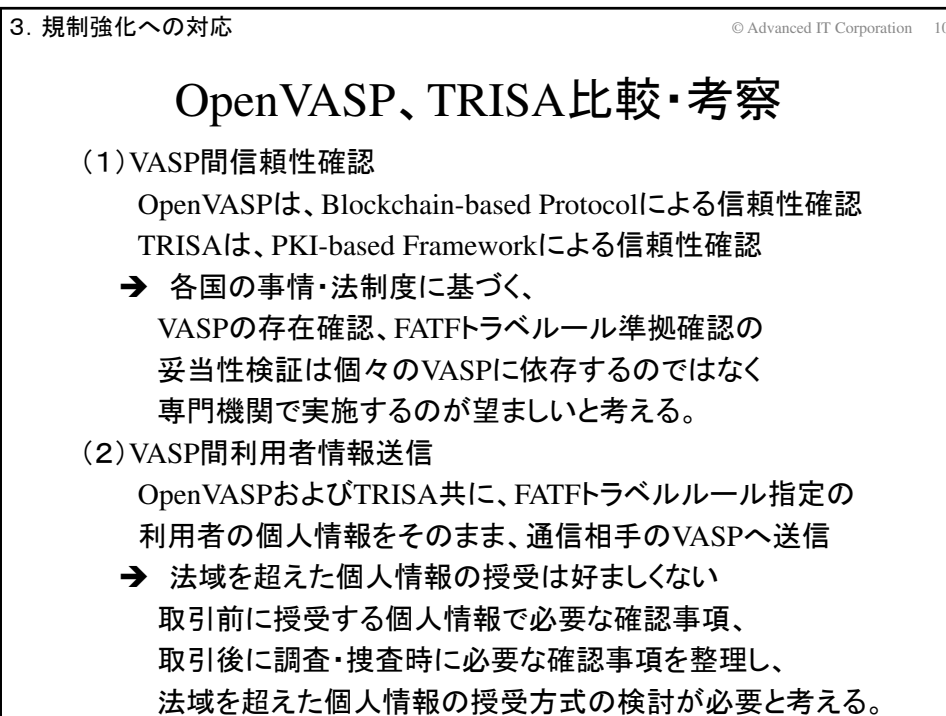 3．規制強化への対応
© Advanced IT Corporation 10
OpenVASP、TRISA比較・考察
（１）VASP間信頼性確認
OpenVASPは、Blockchain-based Protocolによる信頼性確認
TRISAは、PKI-based Frameworkによる信頼性確認
➔ 各国の事情・法制度に基づく、
VASPの存在確認、FATFトラベルール準拠確認の
妥当性検証は個々のVASPに依存するのではなく
専門機関で実施するのが望ましいと考える。
（２）VASP間利用者情報送信
OpenVASPおよびTRISA共に、FATFトラベルルール指定の
利用者の個人情報をそのまま、通信相手のVASPへ送信
➔ 法域を超えた個人情報の授受は好ましくない
取引前に授受する個人情報で必要な確認事項、
取引後に調査・捜査時に必要な確認事項を整理し、
法域を超えた個人情報の授受方式の検討が必要と考える。